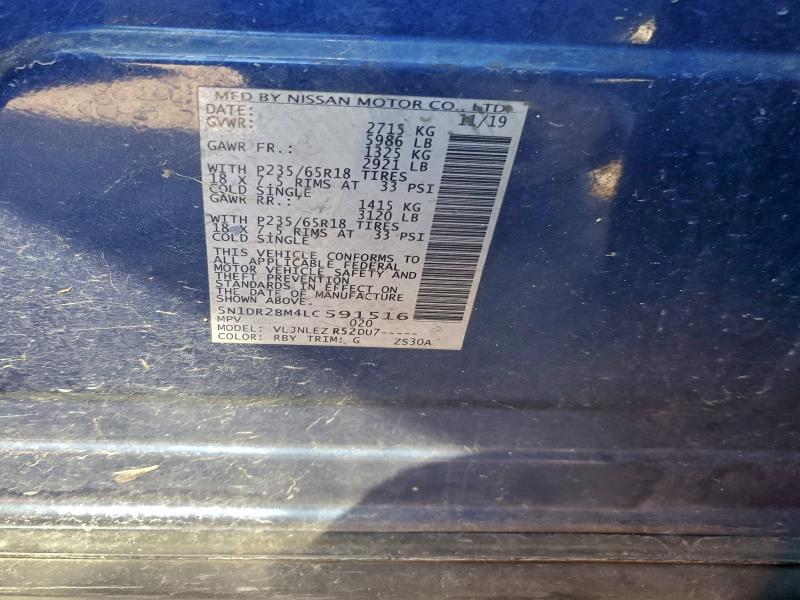 MFD BY NISSAN MOTOR CO., LTD.
DATE: 11/19
GVWR: 2715 KG
5986 LB
GAWR FR.: 1325 KG
2921 LB
WITH P235/65R18 TIRES
18 X 7.5 RIMS AT 33 PSI
COLD SINGLE
GAWR RR.: 1415 KG
3120 LB
WITH P235/65R18 TIRES
18 X 7.5 RIMS AT 33 PSI
COLD SINGLE
THIS VEHICLE CONFORMS TO
ALL APPLICABLE FEDERAL
MOTOR VEHICLE SAFETY AND
THEFT PREVENTION
STANDARDS IN EFFECT ON
THE DATE OF MANUFACTURE
SHOWN ABOVE.
5N1DR2BM4LC591516
MPV 020
MODEL: VLJNLEZ R52DU7-----
COLOR: RBY TRIM: G ZS30A